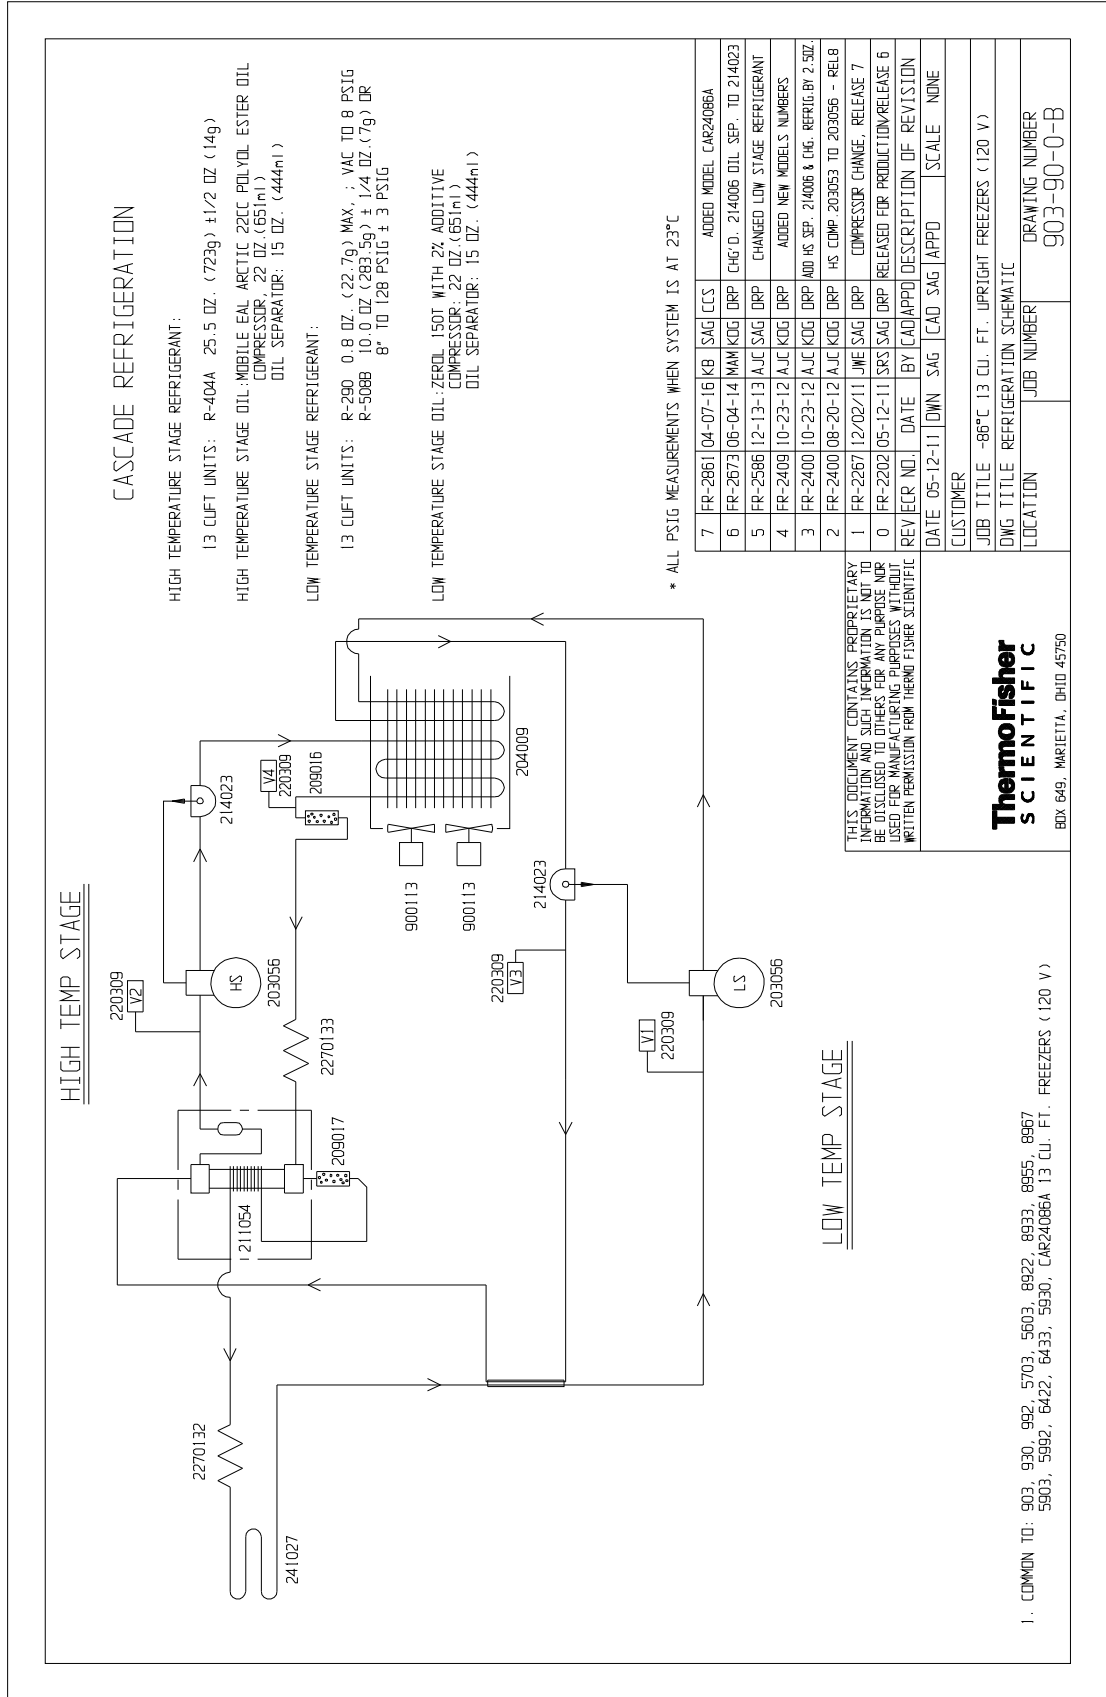 CASCADE REFRIGERATION
HIGH TEMPERATURE STAGE REFRIGERANT:
13 CUFT UNITS: R-404A 25.5 OZ. (723g) ±1/2 OZ (14g)
HIGH TEMPERATURE STAGE OIL:MOBILE EAL ARCTIC 22CC POLYOL ESTER OIL
COMPRESSOR, 22 OZ.(651ml)
OIL SEPARATOR: 15 OZ. (444ml)
LOW TEMPERATURE STAGE REFRIGERANT:
13 CUFT UNITS: R-290 0.8 OZ. (22.7g) MAX, ; VAC TO 8 PSIG
R-508B 10.0 OZ (283.5g) ± 1/4 OZ.(7g) OR
8" TO 128 PSIG ± 3 PSIG
LOW TEMPERATURE STAGE OIL:ZEROL 150T WITH 2% ADDITIVE
COMPRESSOR: 22 OZ.(651ml)
OIL SEPARATOR: 15 OZ. (444ml)
* ALL PSIG MEASUREMENTS WHEN SYSTEM IS AT 23°C
HIGH TEMP STAGE
220309
V2
HS
203056
214023
V4
220309
209016
204009
900113
900113
2270133
209017
211054
2270132
241027
214023
220309
V3
LS
203056
V1
220309
LOW TEMP STAGE
1. COMMON TO: 903, 930, 992, 5703, 5603, 8922, 8933, 8955, 8967
5903, 5992, 6422, 6433, 5930, CAR24086A 13 CU. FT. FREEZERS (120 V)
7 FR-2861 04-07-16 KB SAG CCS ADDED MODEL CAR24086A
6 FR-2673 06-04-14 MAM KDG DRP CHG'D. 214006 OIL SEP. TO 214023
5 FR-2586 12-13-13 AJC SAG DRP CHANGED LOW STAGE REFRIGERANT
4 FR-2409 10-23-12 AJC KDG DRP ADDED NEW MODELS NUMBERS
3 FR-2400 10-23-12 AJC KDG DRP ADD HS SEP. 214006 & CHG. REFRIG.BY 2.5OZ.
2 FR-2400 08-20-12 AJC KDG DRP HS COMP. 203053 TO 203056 - REL8
1 FR-2267 12/02/11 JWE SAG DRP COMPRESSOR CHANGE, RELEASE 7
0 FR-2202 05-12-11 SRS SAG DRP RELEASED FOR PRODUCTION/RELEASE 6
REV ECR NO. DATE BY CAD APPD DESCRIPTION OF REVISION
DATE 05-12-11 DWN SAG CAD SAG APPD SCALE NONE
CUSTOMER
JOB TITLE -86°C 13 CU. FT. UPRIGHT FREEZERS (120 V)
DWG TITLE REFRIGERATION SCHEMATIC
LOCATION JOB NUMBER DRAWING NUMBER
903-90-0-B
THIS DOCUMENT CONTAINS PROPRIETARY
INFORMATION AND SUCH INFORMATION IS NOT TO
BE DISCLOSED TO OTHERS FOR ANY PURPOSE NOR
USED FOR MANUFACTURING PURPOSES WITHOUT
WRITTEN PERMISSION FROM THERMO FISHER SCIENTIFIC
ThermoFisher
SCIENTIFIC
BOX 649, MARIETTA, OHIO 45750